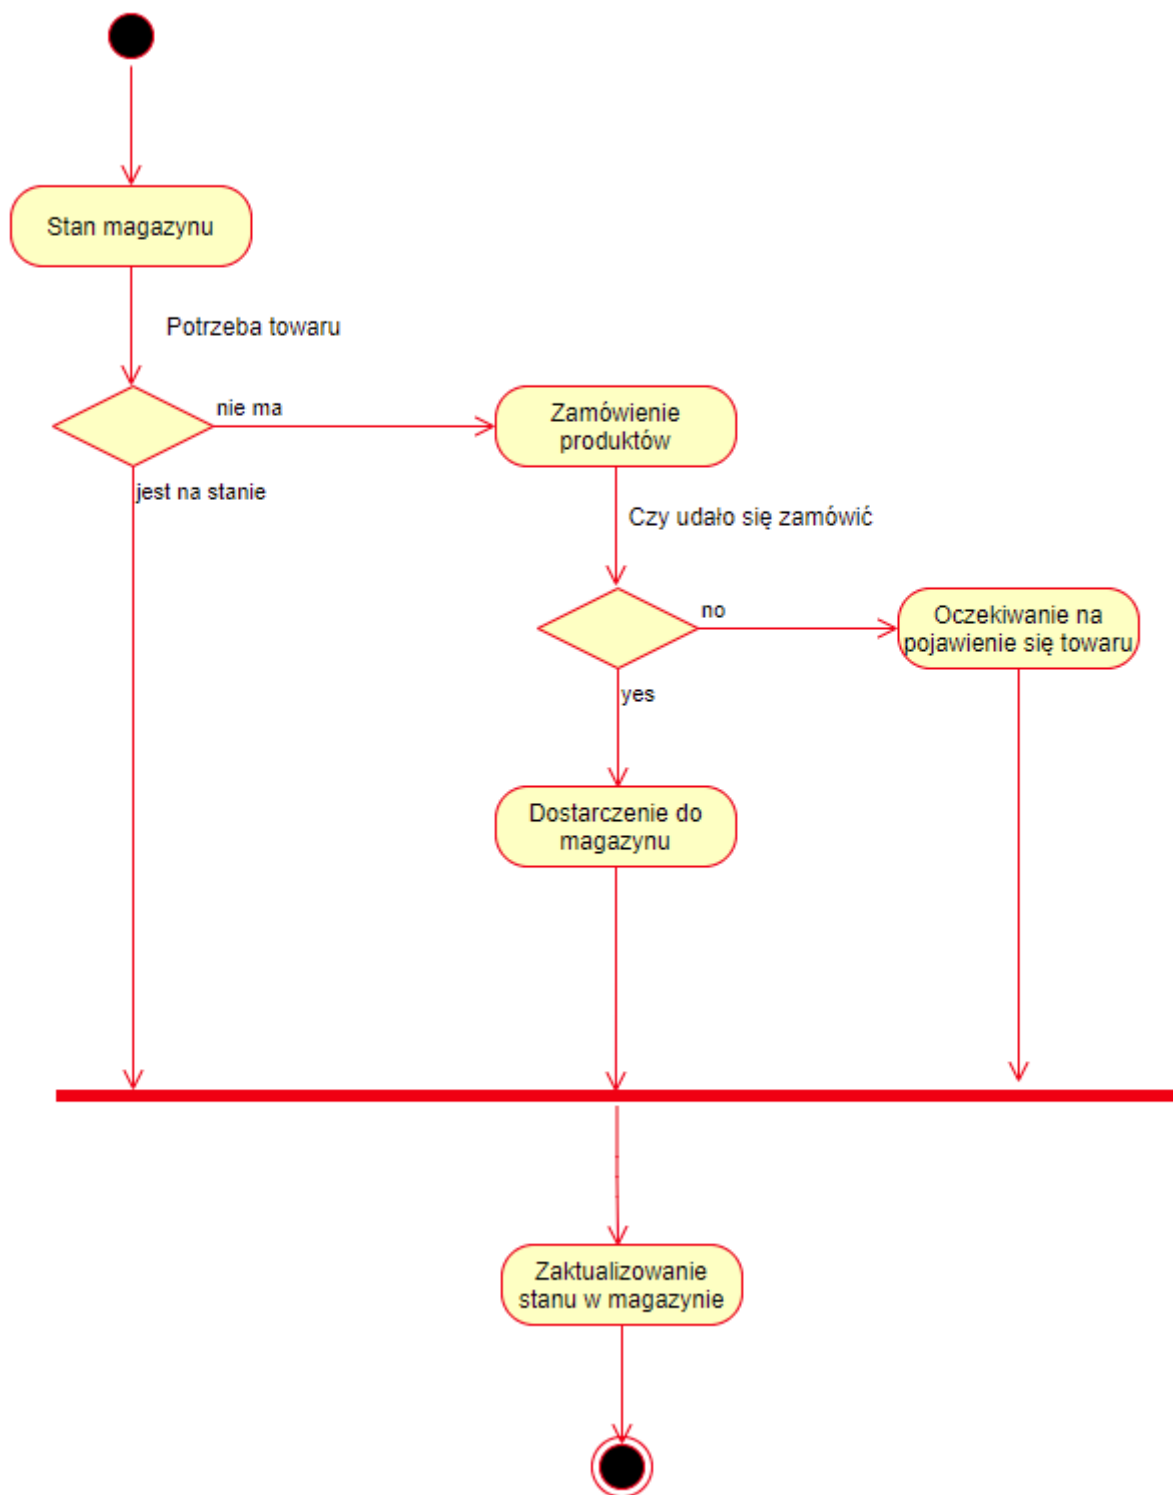 Stan magazynu
Potrzeba towaru
nie ma
Zamówienie
produktów
jest na stanie
Czy udało się zamówić
no
Oczekiwanie na
pojawienie się towaru
yes
Dostarczenie do
magazynu
Zaktualizowanie
stanu w magazynie